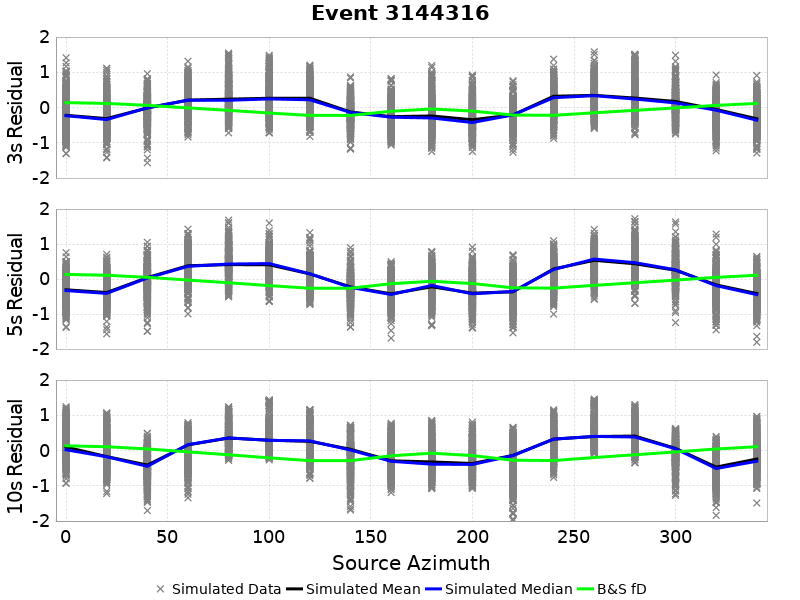 Event 3144316
2
1
0
-1
-2
3s Residual
2
1
0
-1
-2
5s Residual
2
1
0
-1
-2
10s Residual
0 50 100 150 200 250 300
Source Azimuth
Simulated Data Simulated Mean Simulated Median B&S fD